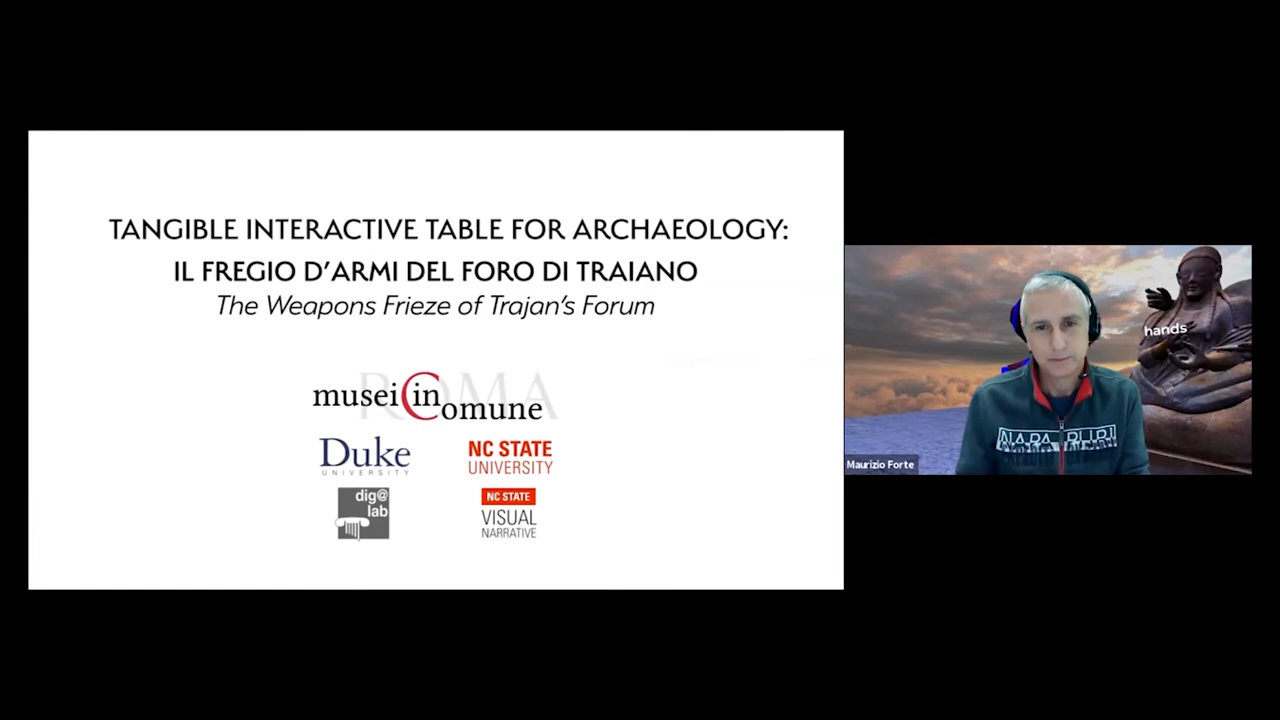 TANGIBLE INTERACTIVE TABLE FOR ARCHAEOLOGY:
IL FREGIO D'ARMI DEL FORO DI TRAIANO
The Weapons Frieze of Trajan's Forum
ROMA
musei in Comune
Duke
UNIVERSITY
NC STATE
UNIVERSITY
dig@
lab
NC STATE
VISUAL
NARRATIVE
hands
Maurizio Forte